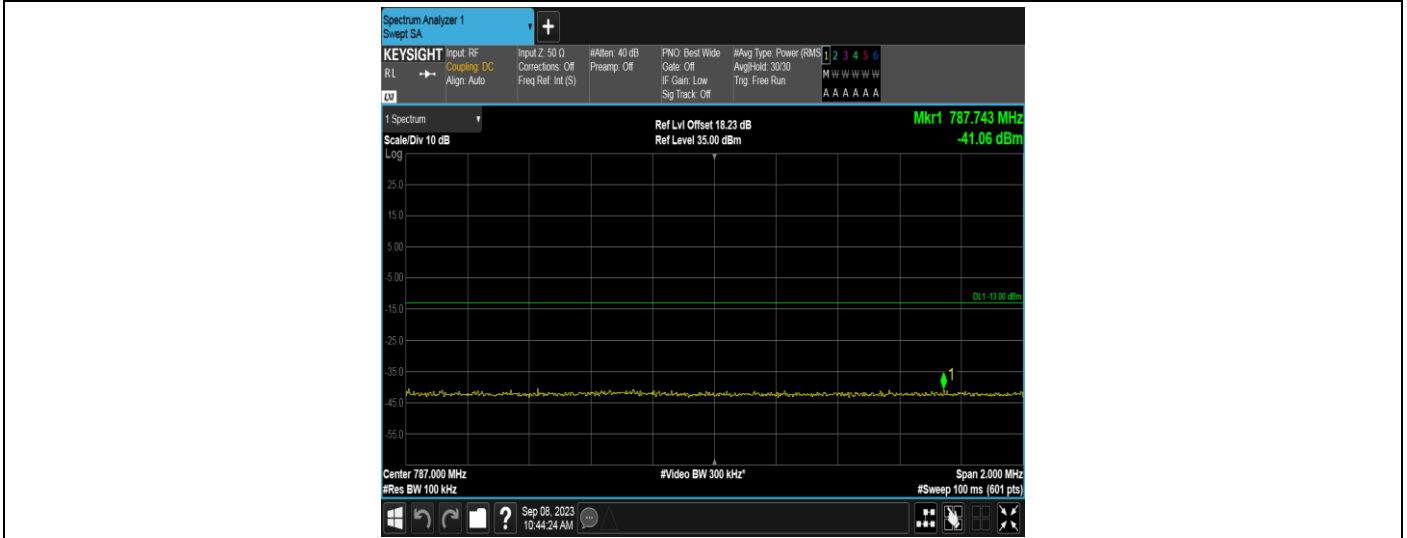 Spectrum Analyzer 1
Swept SA
+
KEYSIGHT Input: RF Input Z: 50 Ω #Atten: 40 dB PNO: Best Wide #Avg Type: Power (RMS 1 2 3 4 5 6
RL Coupling: DC Corrections: Off Preamp: Off Gate: Off Avg|Hold: 30/30 M W W W W W
Align: Auto Freq Ref: Int (S) IF Gain: Low Trig: Free Run
LXI Sig Track: Off A A A A A A
1 Spectrum Ref Lvl Offset 18.23 dB Mkr1 787.743 MHz
Scale/Div 10 dB Ref Level 35.00 dBm -41.06 dBm
Log
25.0
15.0
5.00
-5.00
DL1 -13.00 dBm
-15.0
-25.0
-35.0
1
-45.0
-55.0
Center 787.000 MHz #Video BW 300 kHz* Span 2.000 MHz
#Res BW 100 kHz #Sweep 100 ms (601 pts)
? Sep 08, 2023
10:44:24 AM